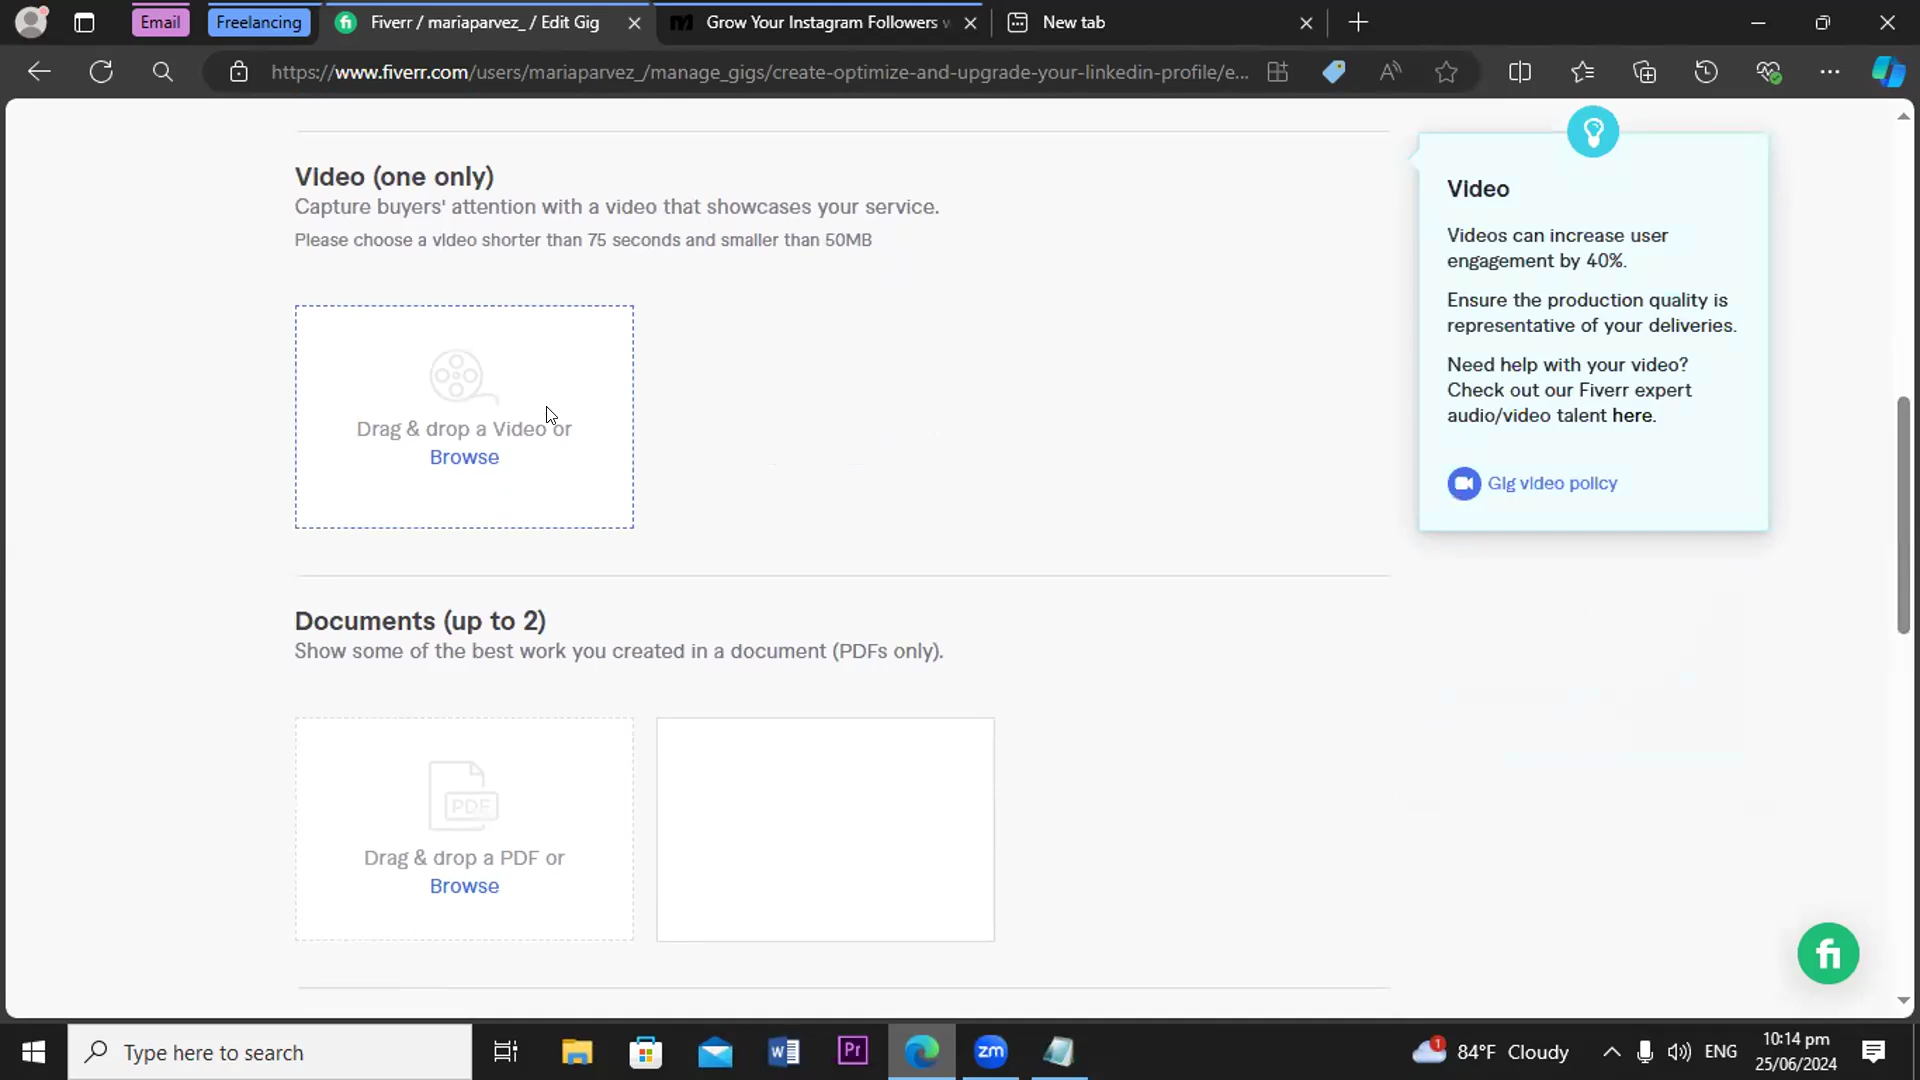 Email
Freelancing
Fiverr / mariaparvez_ / Edit Gig
Grow Your Instagram Followers
New tab
https://www.fiverr.com/users/mariaparvez_/manage_gigs/create-optimize-and-upgrade-your-linkedin-profile/e...
Video (one only)
Capture buyers' attention with a video that showcases your service.
Please choose a video shorter than 75 seconds and smaller than 50MB
Drag & drop a Video or
Browse
Video
Videos can increase user
engagement by 40%.
Ensure the production quality is
representative of your deliveries.
Need help with your video?
Check out our Fiverr expert
audio/video talent here.
Gig video policy
Documents (up to 2)
Show some of the best work you created in a document (PDFs only).
PDF
Drag & drop a PDF or
Browse
fi
Type here to search
Pr
zm
1
84°F Cloudy
ENG
10:14 pm
25/06/2024